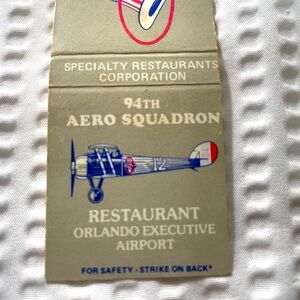 SPECIALTY RESTAURANTS
CORPORATION
94TH
AERO SQUADRON
12
RESTAURANT
ORLANDO EXECUTIVE
AIRPORT
FOR SAFETY - STRIKE ON BACK*